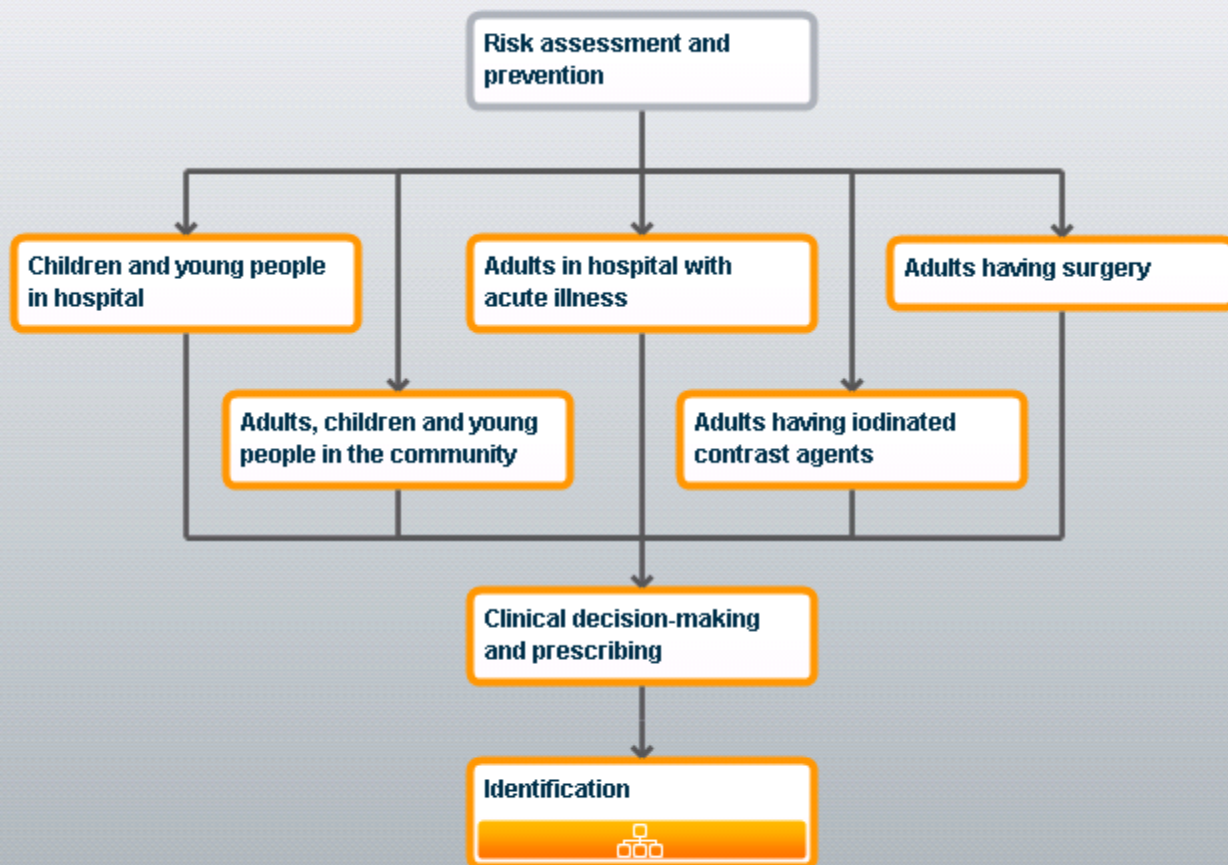 Risk assessment and
prevention
Children and young people
in hospital
Adults in hospital with
acute illness
Adults having surgery
Adults, children and young
people in the community
Adults having iodinated
contrast agents
Clinical decision-making
and prescribing
Identification